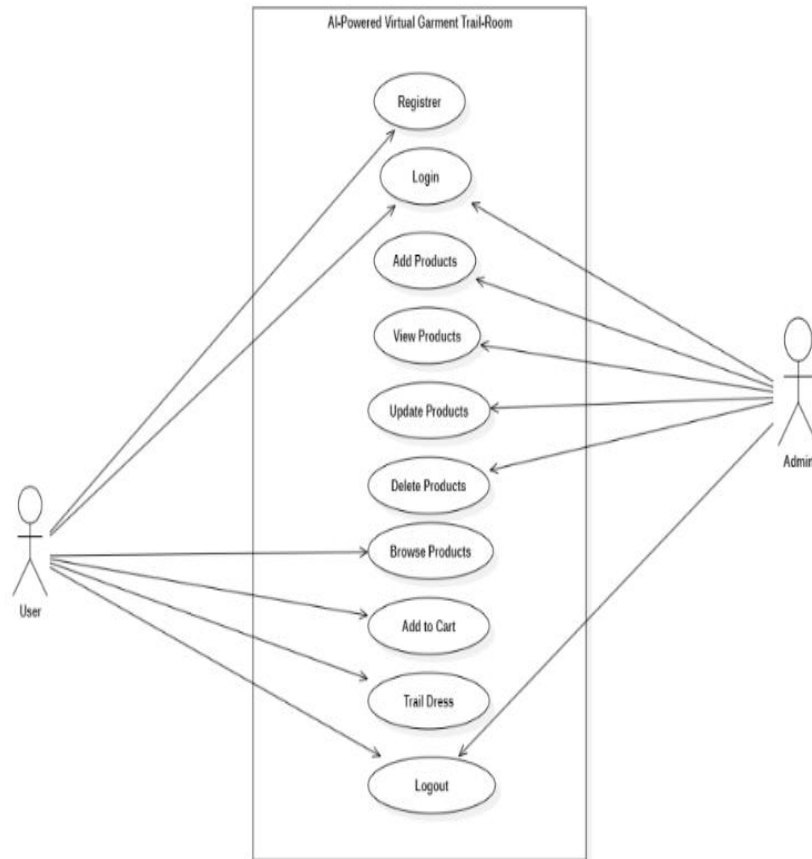 AI-Powered Virtual Garment Trail-Room
Registrer
Login
Add Products
View Products
Update Products
Admin
Delete Products
Browse Products
User
Add to Cart
Trail Dress
Logout